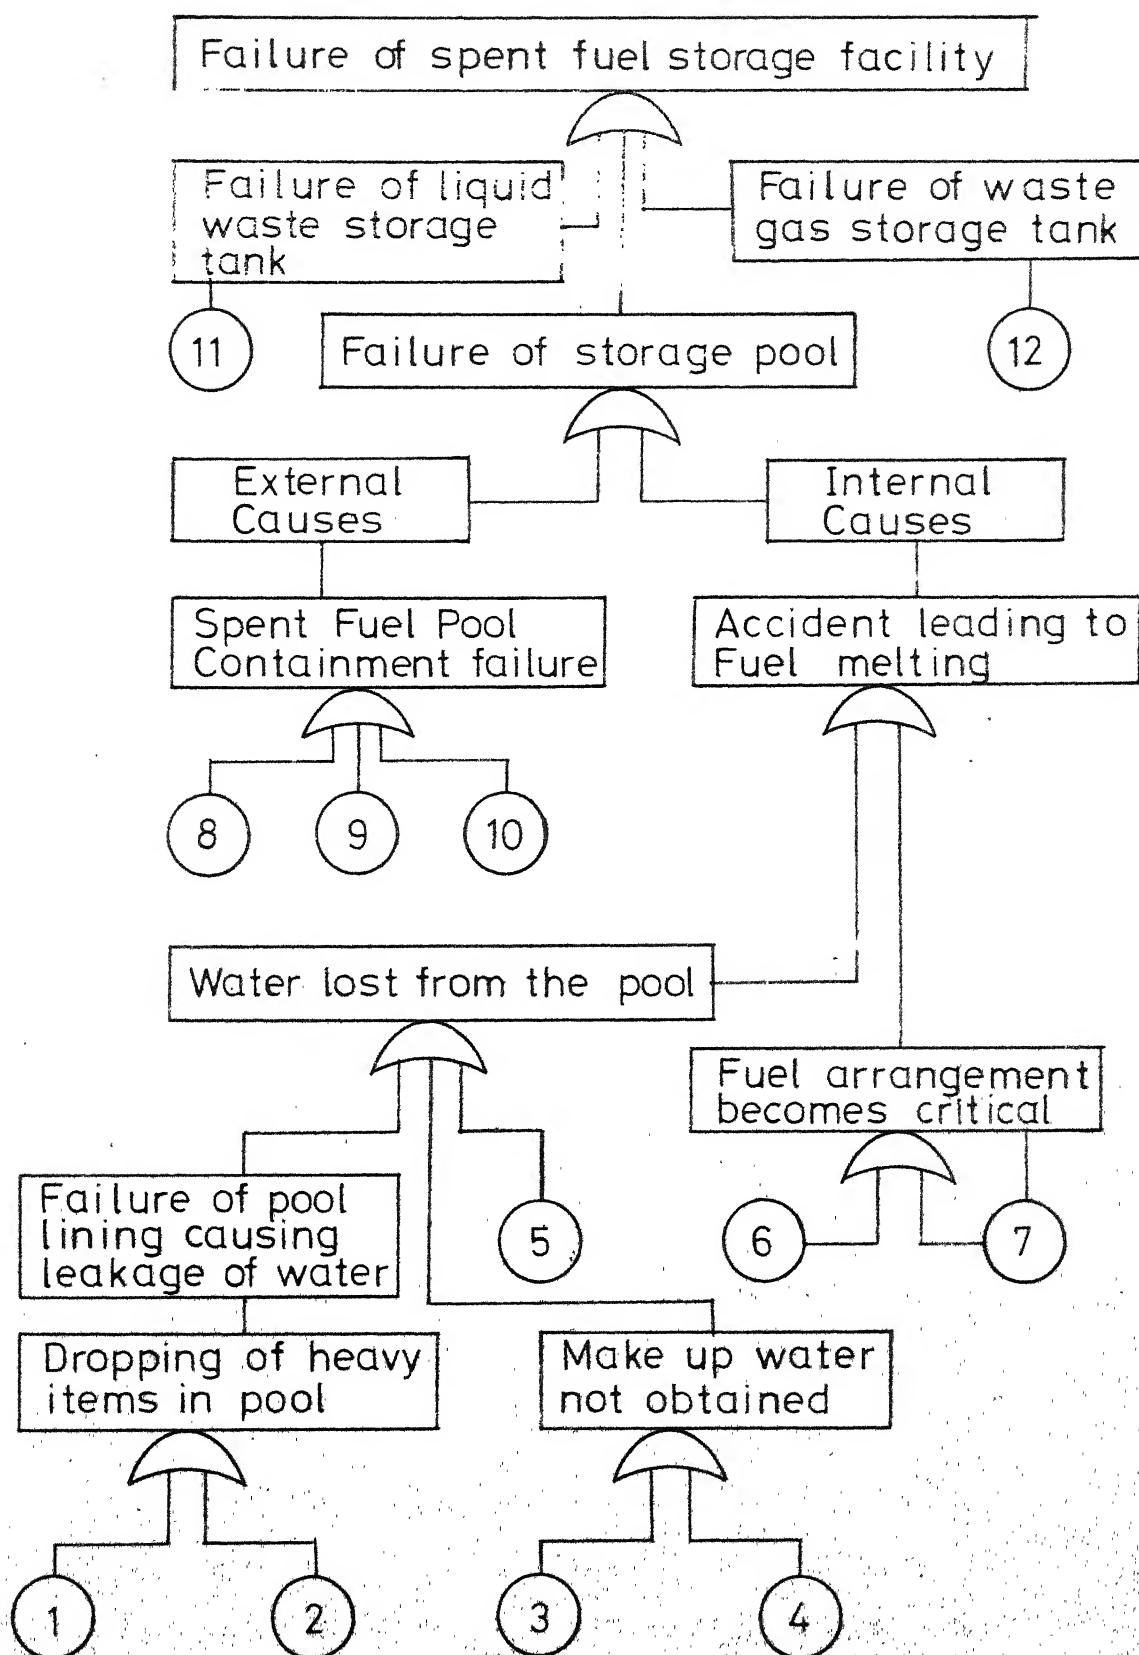 Failure of spent fuel storage facility
Failure of liquid
waste storage
tank
Failure of waste
gas storage tank
11
Failure of storage pool
12
External
Causes
Internal
Causes
Spent Fuel Pool
Containment failure
Accident leading to
Fuel melting
8
9
10
Water lost from the pool
Fuel arrangement
becomes critical
Failure of pool
lining causing
leakage of water
5
6
7
Dropping of heavy
items in pool
Make up water
not obtained
1
2
3
4